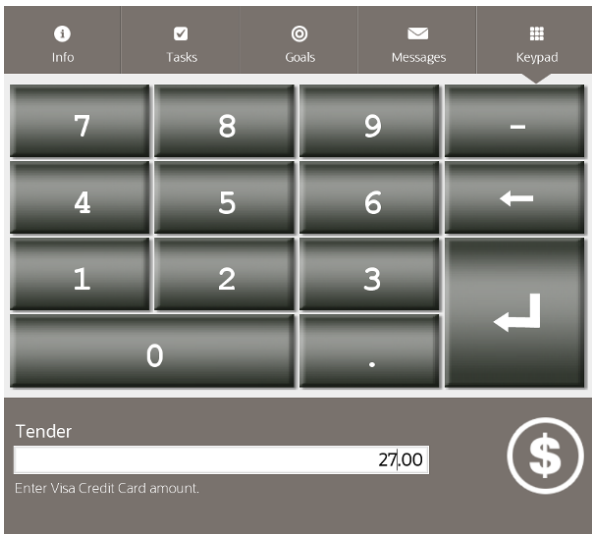 Info Tasks Goals Messages Keypad
7 8 9 -
4 5 6
1 2 3
0 .
Tender
27.00
$
Enter Visa Credit Card amount.